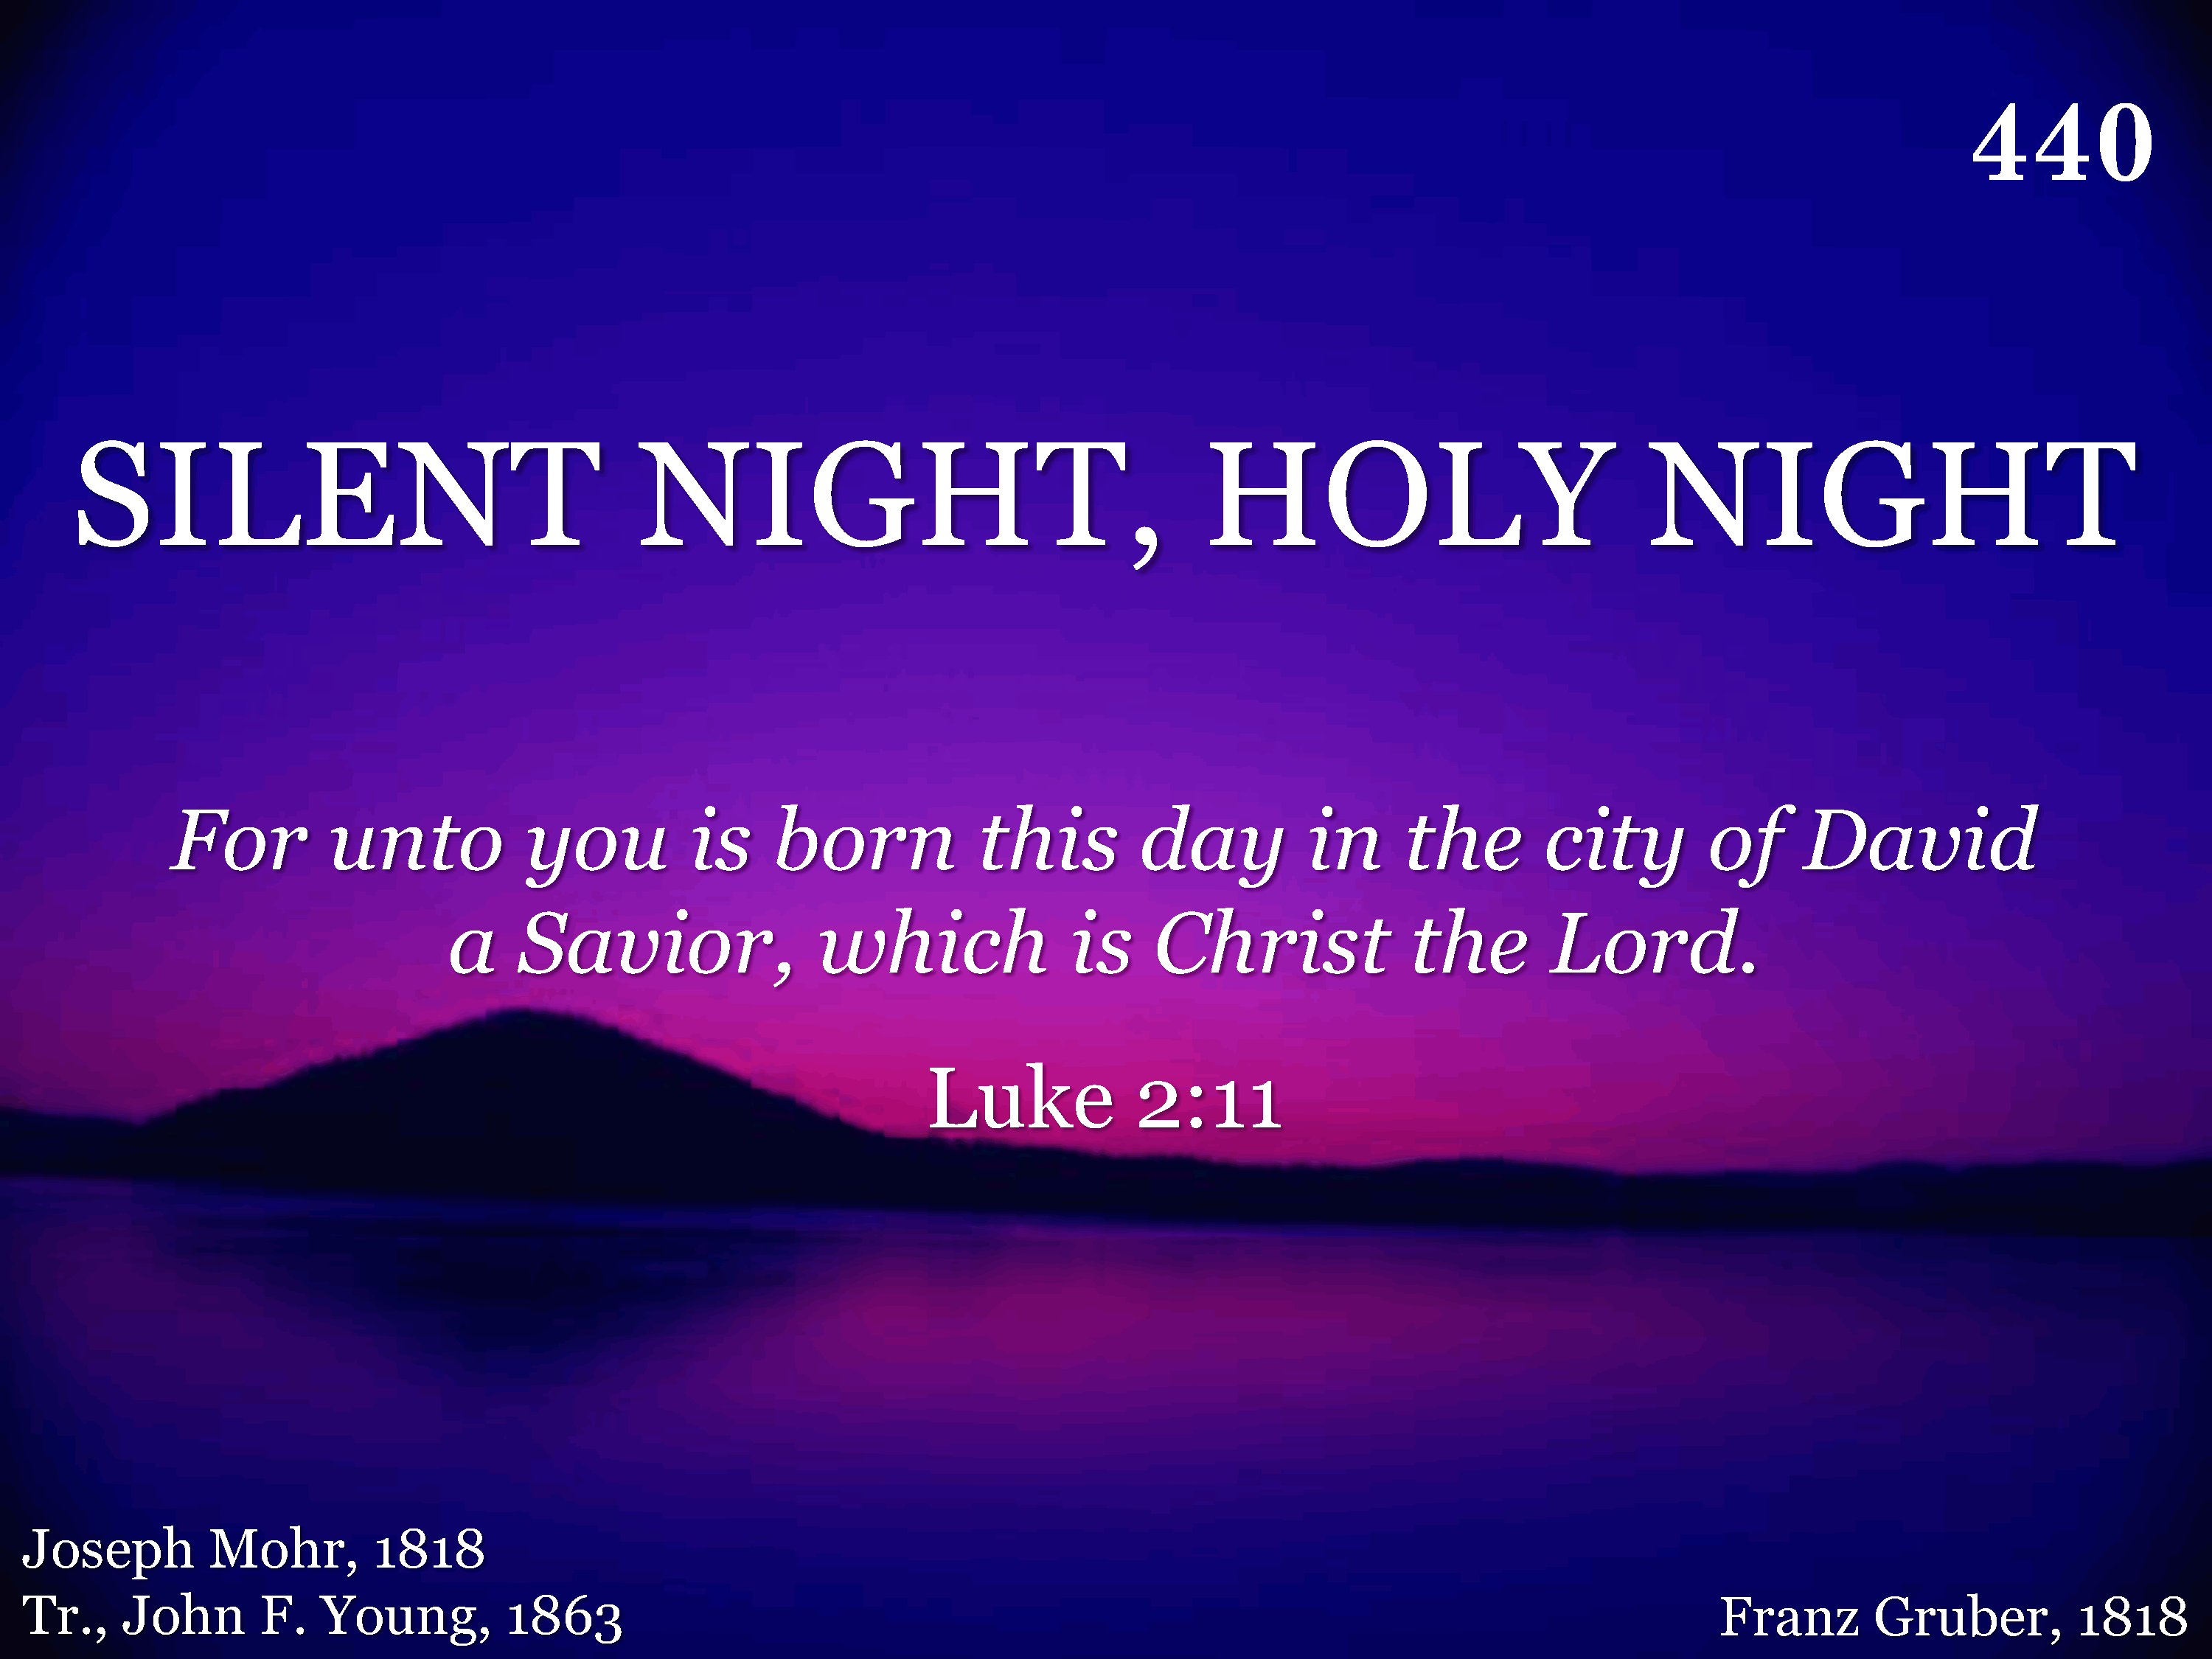 440
SILENT NIGHT, HOLY NIGHT
For unto you is born this day in the city of David
a Savior, which is Christ the Lord.
Luke 2:11
Joseph Mohr, 1818
Tr., John F. Young, 1863
Franz Gruber, 1818